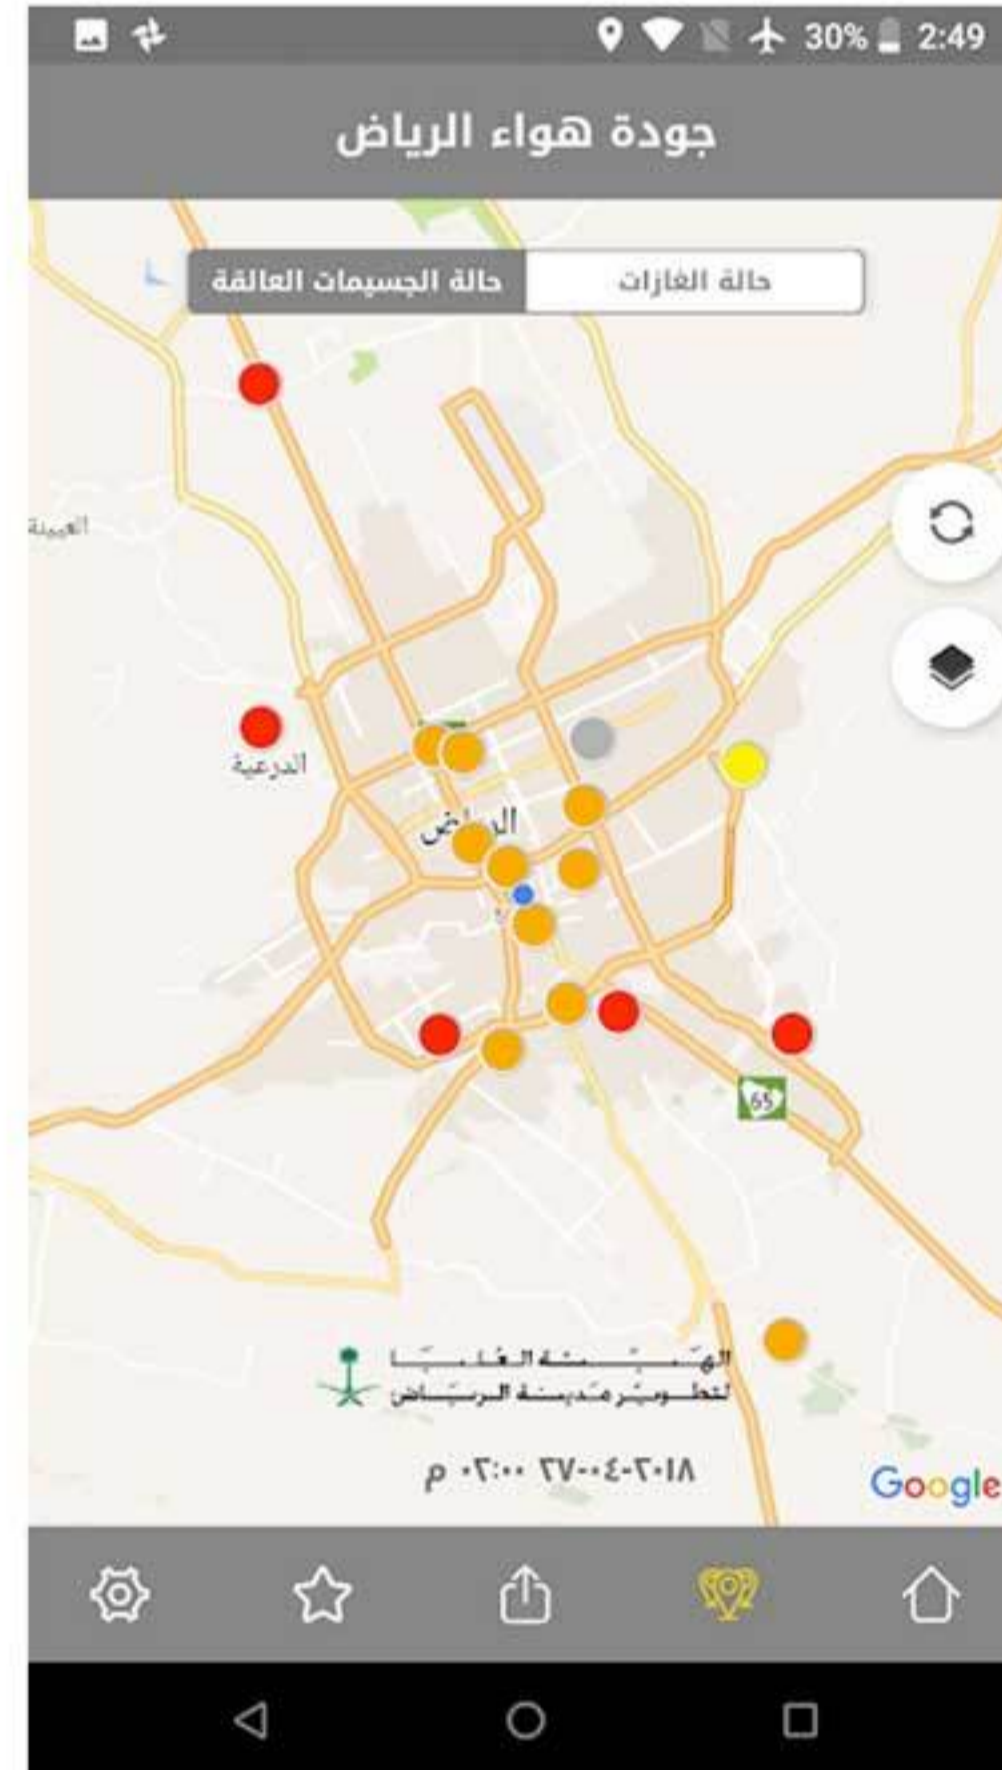 30% 2:49
جودة هواء الرياض
حالة الغازات
حالة الجسيمات العالقة
العيينة
الدرعية
65
الهيئة العليا
لتطوير مدينة الرياض
٢٠١٨-٠٤-٢٧ ٠٢:٠٠ م
Google